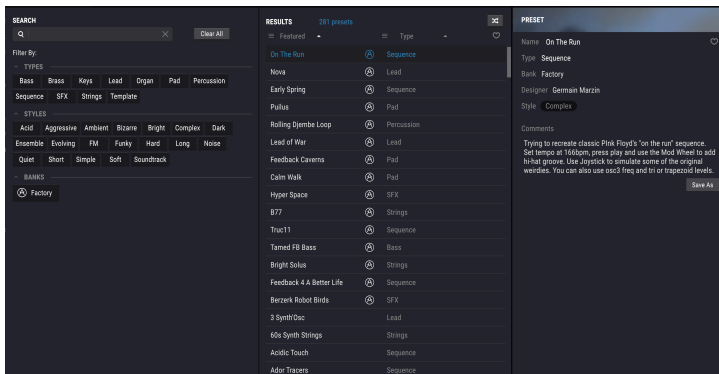 SEARCH
Clear All
Filter By:
TYPES
Bass Brass Keys Lead Organ Pad Percussion
Sequence SFX Strings Template
STYLES
Acid Aggressive Ambient Bizarre Bright Complex Dark
Ensemble Evolving FM Funky Hard Long Noise
Quiet Short Simple Soft Soundtrack
BANKS
Factory
RESULTS 281 presets
Featured Type
On The Run Sequence
Nova Lead
Early Spring Sequence
Puilus Pad
Rolling Djembe Loop Percussion
Lead of War Lead
Feedback Caverns Pad
Calm Walk Pad
Hyper Space SFX
B77 Strings
Truc11 Sequence
Tamed FB Bass Bass
Bright Solus Strings
Feedback 4 A Better Life Sequence
Berzerk Robot Birds SFX
3 Synth'Osc Lead
60s Synth Strings Strings
Acidic Touch Sequence
Ador Tracers Sequence
PRESET
Name On The Run
Type Sequence
Bank Factory
Designer Germain Marzin
Style Complex
Comments
Trying to recreate classic PInk Floyd's "on the run" sequence.
Set tempo at 166bpm, press play and use the Mod Wheel to add
hi-hat groove. Use Joystick to simulate some of the original
weirdies. You can also use osc3 freq and tri or trapezoid levels.
Save As